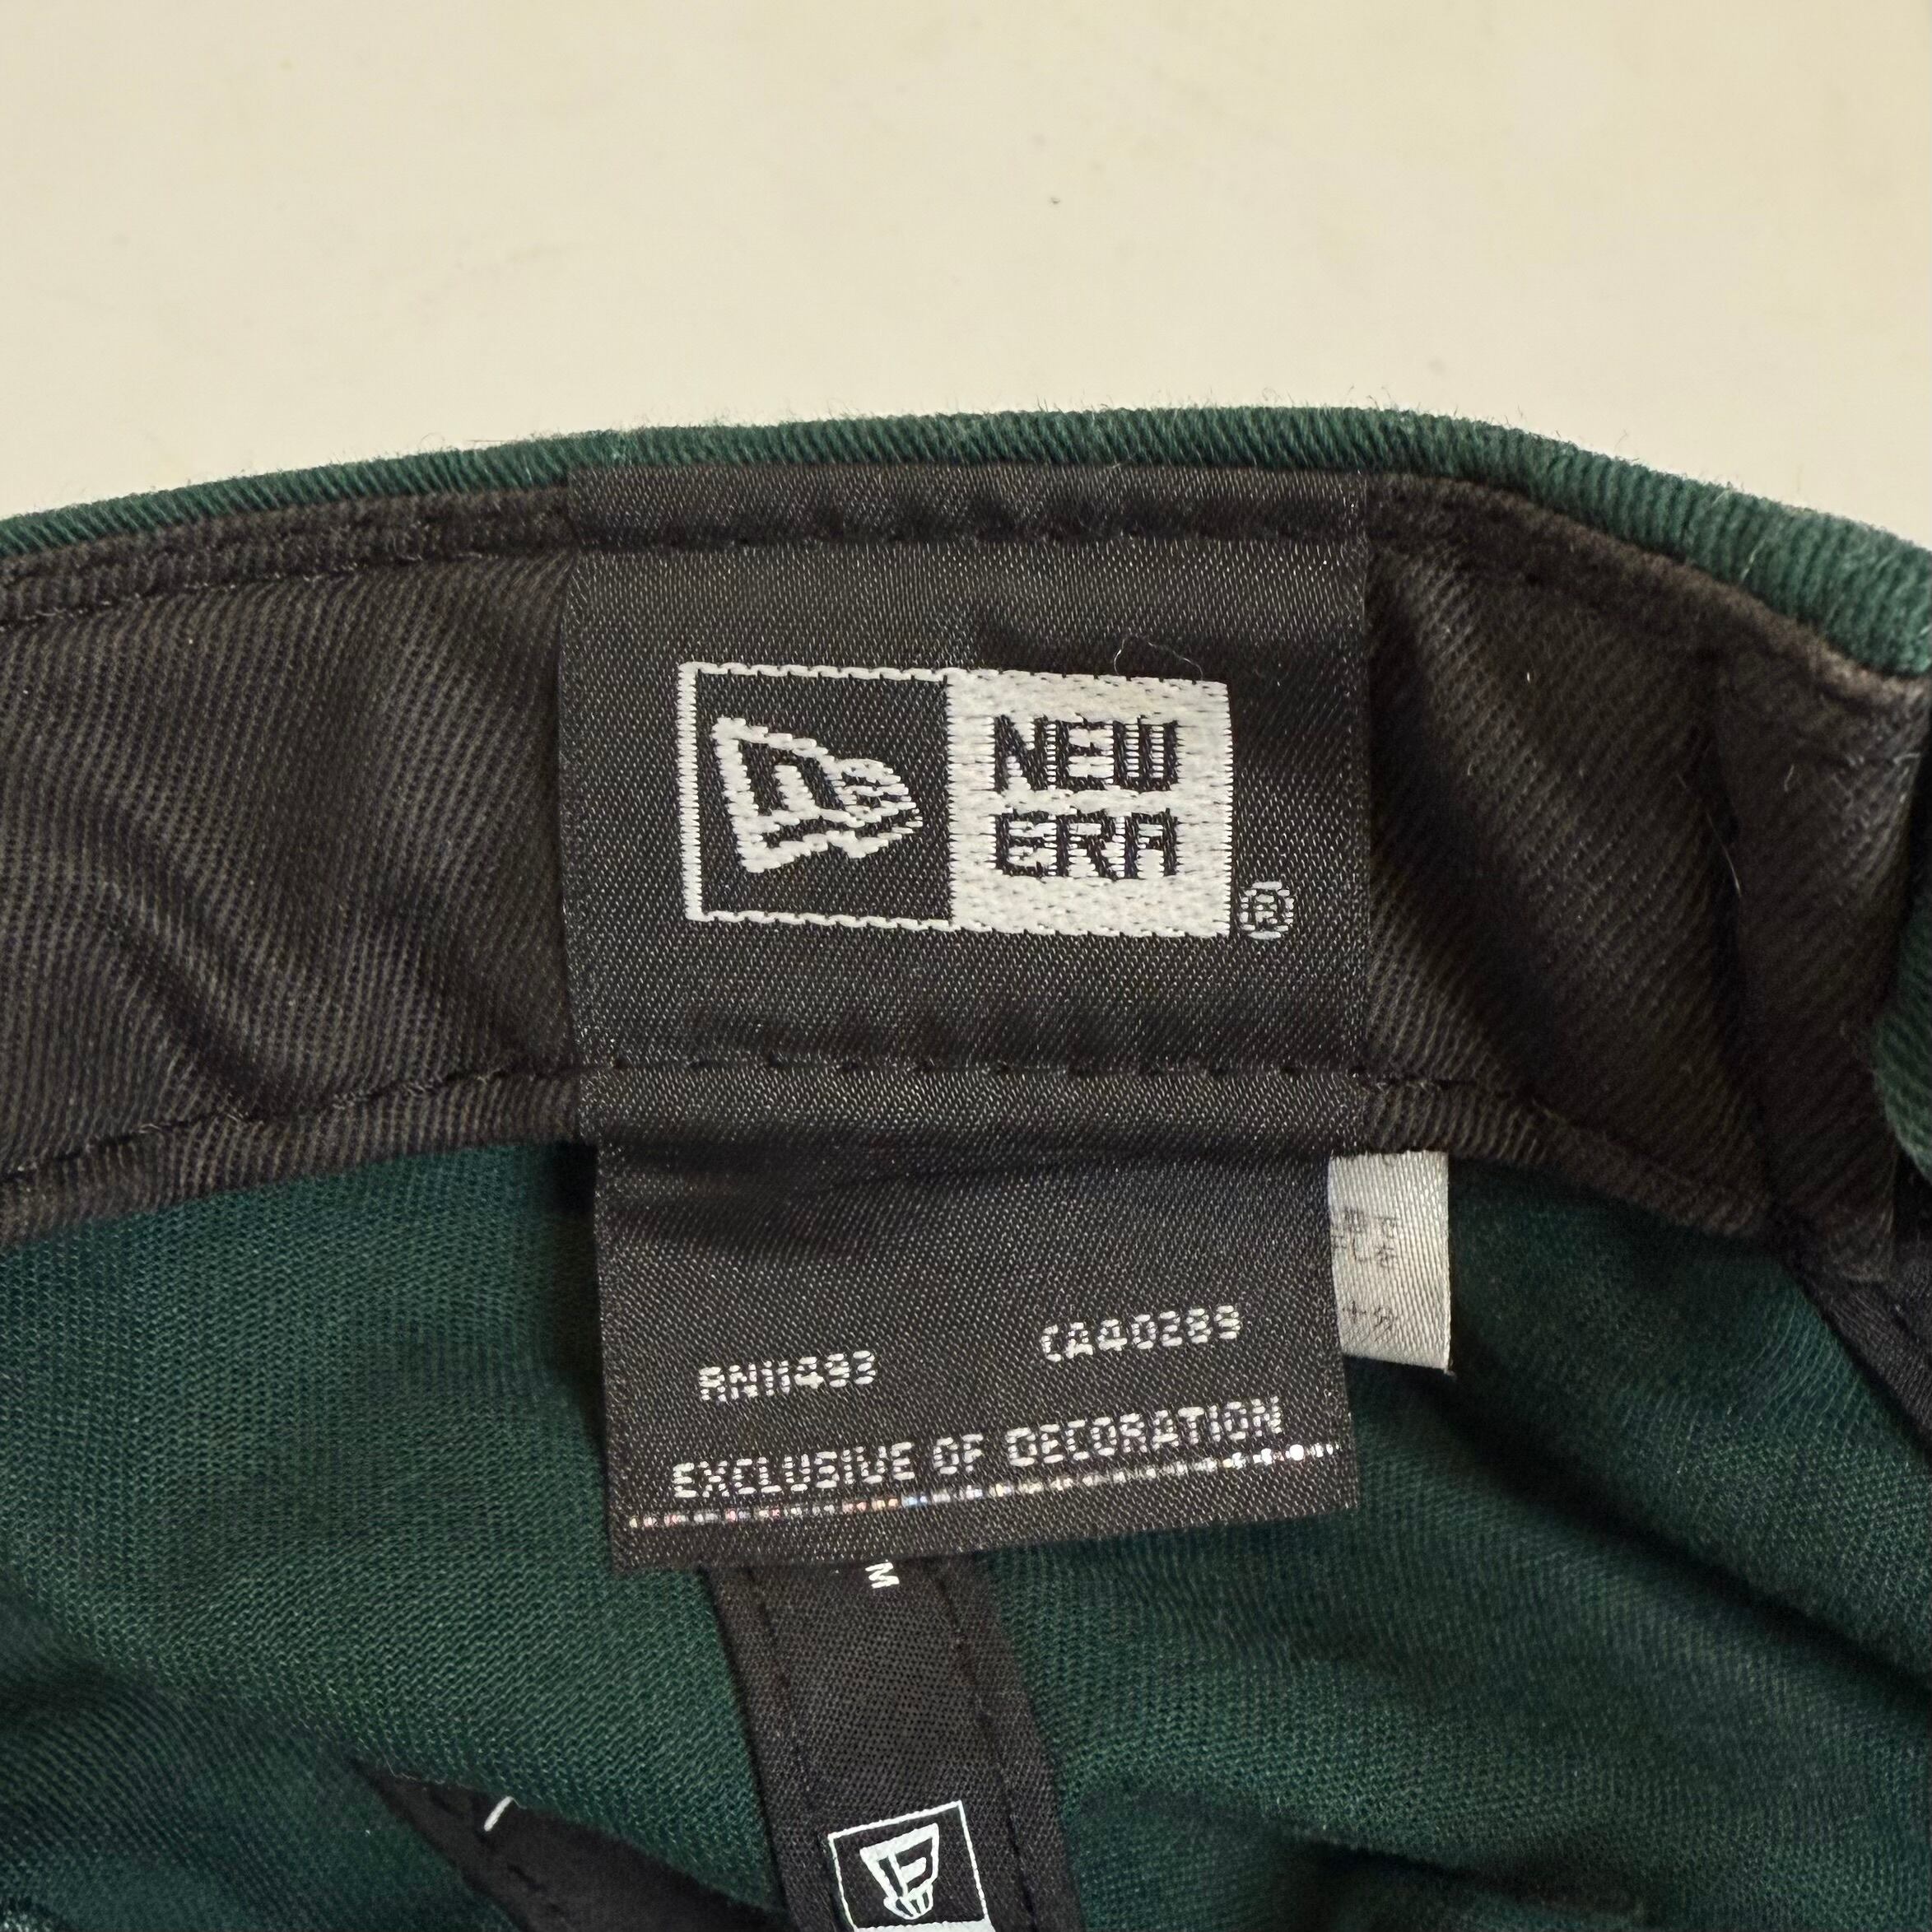 NEW
ERA
®
RN11493 CA40289
EXCLUSIVE OF DECORATION
M